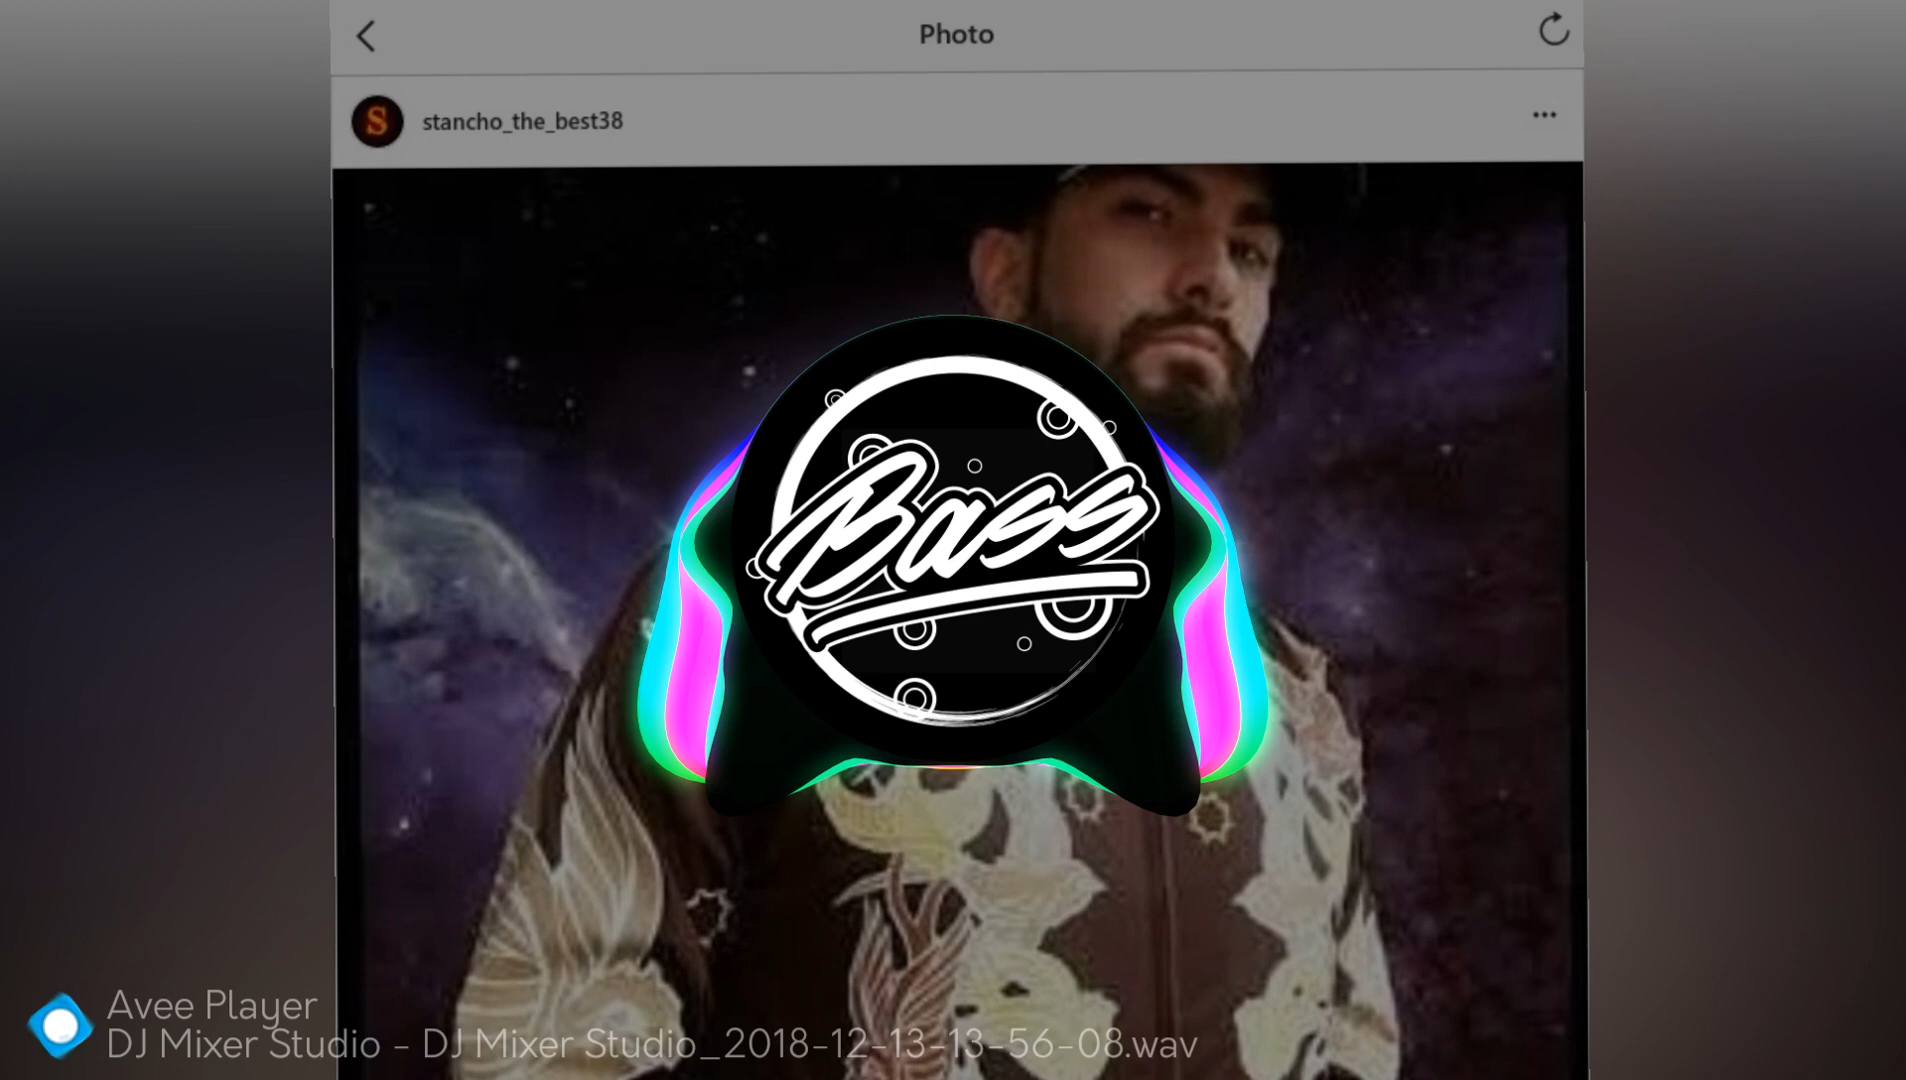 Photo
stancho_the_best38
Bass
Avee Player
DJ Mixer Studio - DJ Mixer Studio_2018-12-13-13-56-08.wav